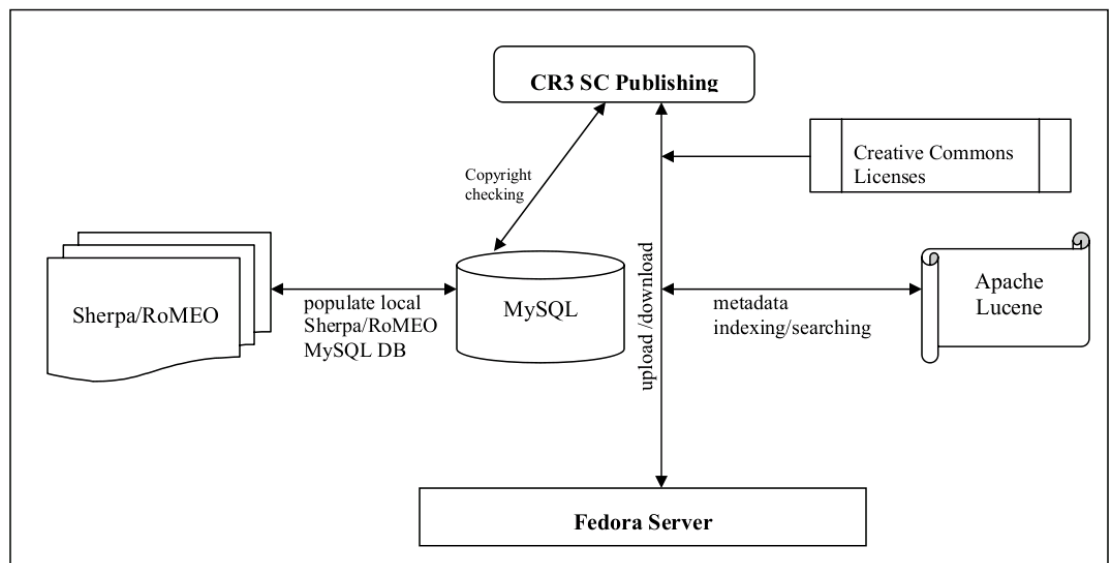 CR3 SC Publishing
Creative Commons
Licenses
Copyright
checking
Sherpa/RoMEO
populate local
Sherpa/RoMEO
MySQL DB
MySQL
upload /download
metadata
indexing/searching
Apache
Lucene
Fedora Server